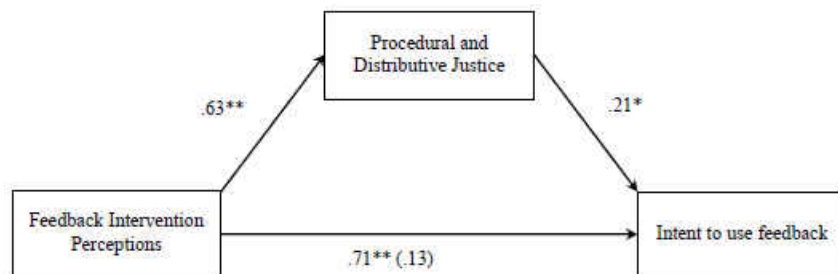 Procedural and
Distributive Justice
.63**
.21*
Feedback Intervention
Perceptions
.71** (.13)
Intent to use feedback